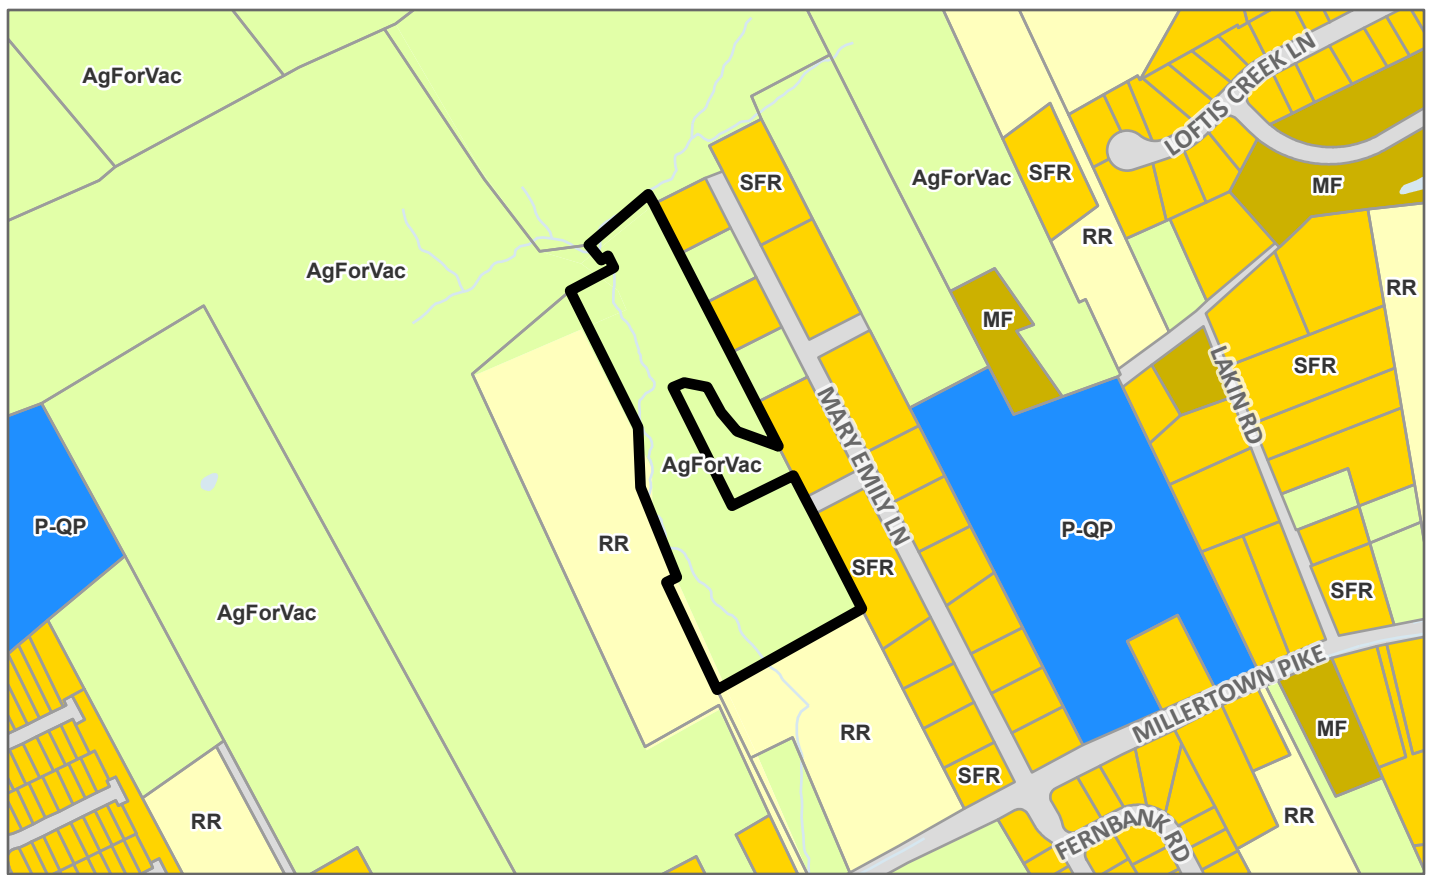 AgForVac
LOFTIS CREEK LN
SFR
AgForVac
SFR
MF
RR
AgForVac
RR
MF
LAKIN RD
SFR
MARY EMILY LN
AgForVac
P-QP
P-QP
RR
SFR
SFR
AgForVac
MILLERTOWN PIKE
RR
MF
SFR
RR
RR
FERNBANK RD